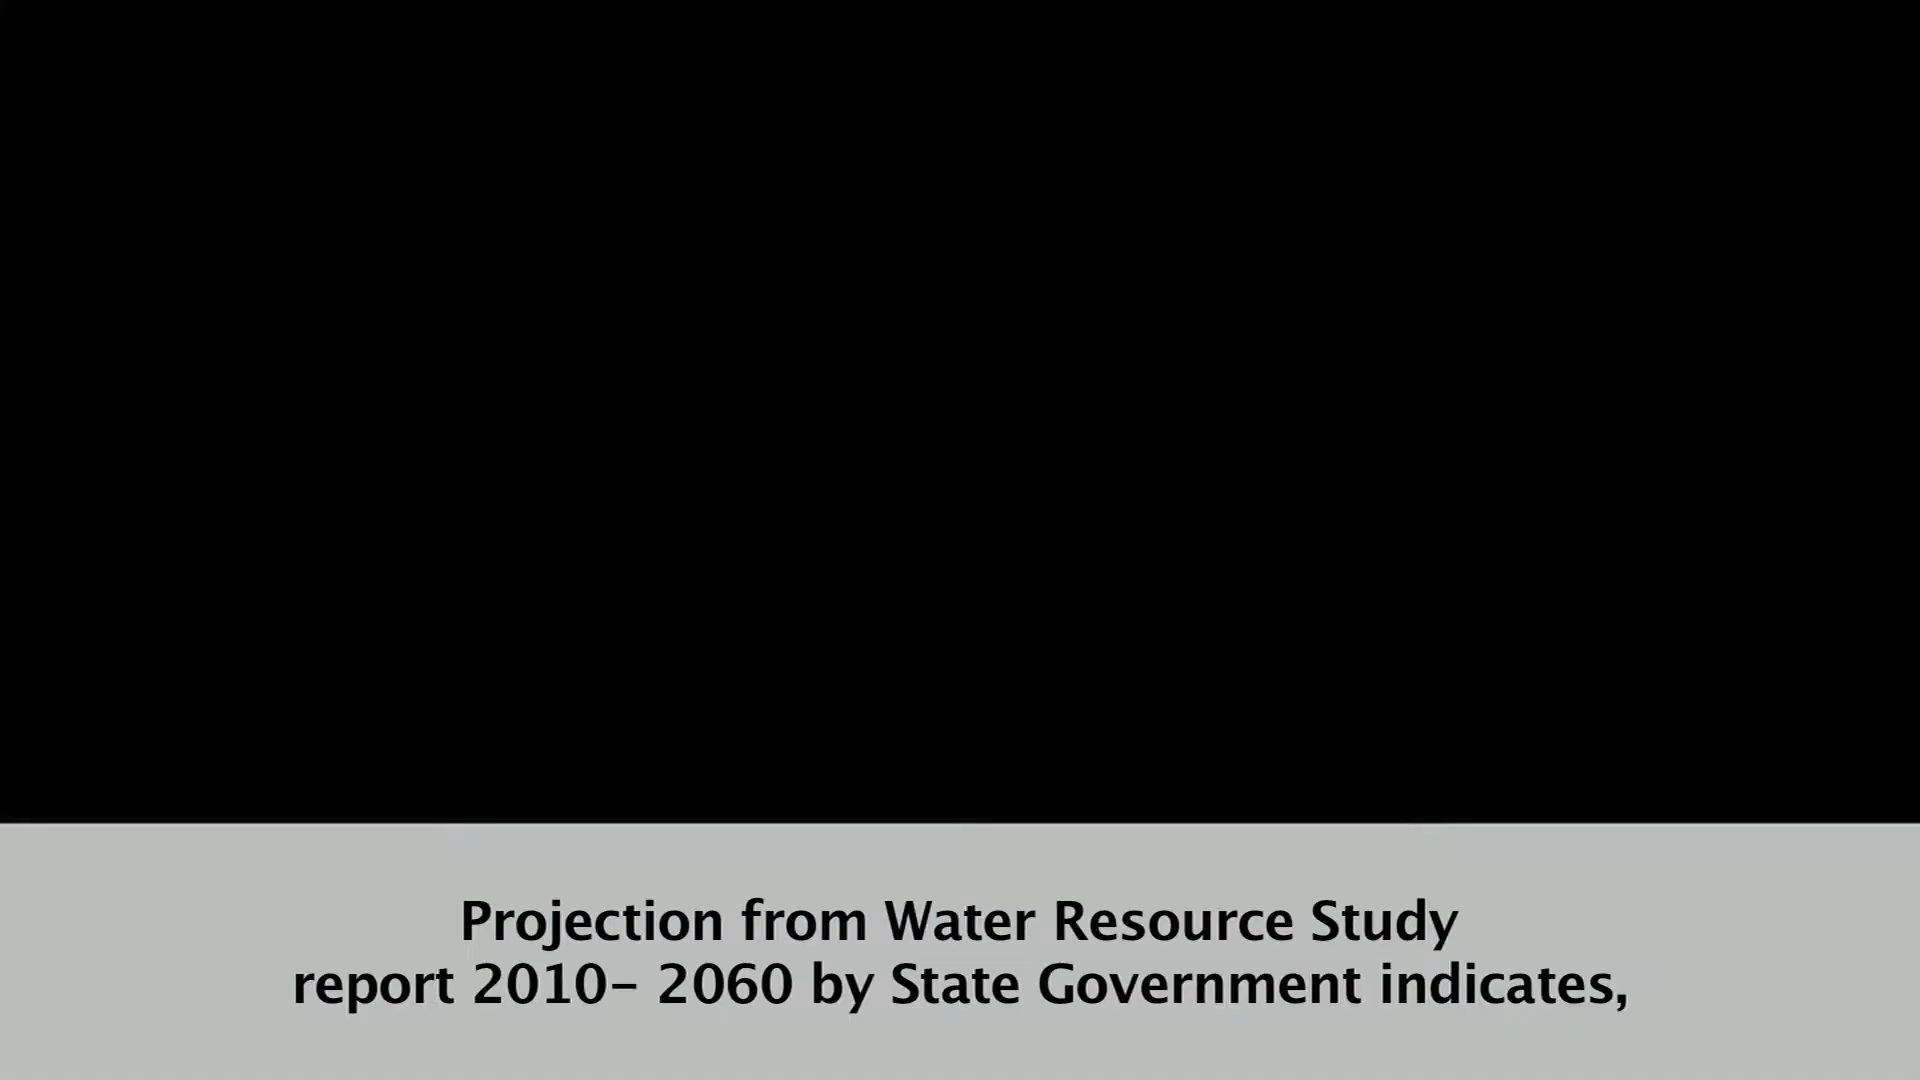 Projection from Water Resource Study
report 2010- 2060 by State Government indicates,